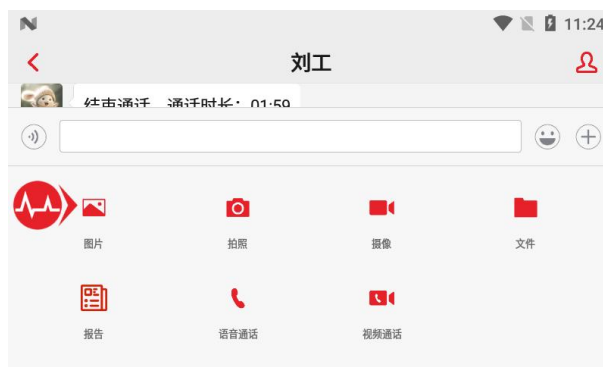 11:24
刘工
结束通话 通话时长：01:59
图片
拍照
摄像
文件
报告
语音通话
视频通话